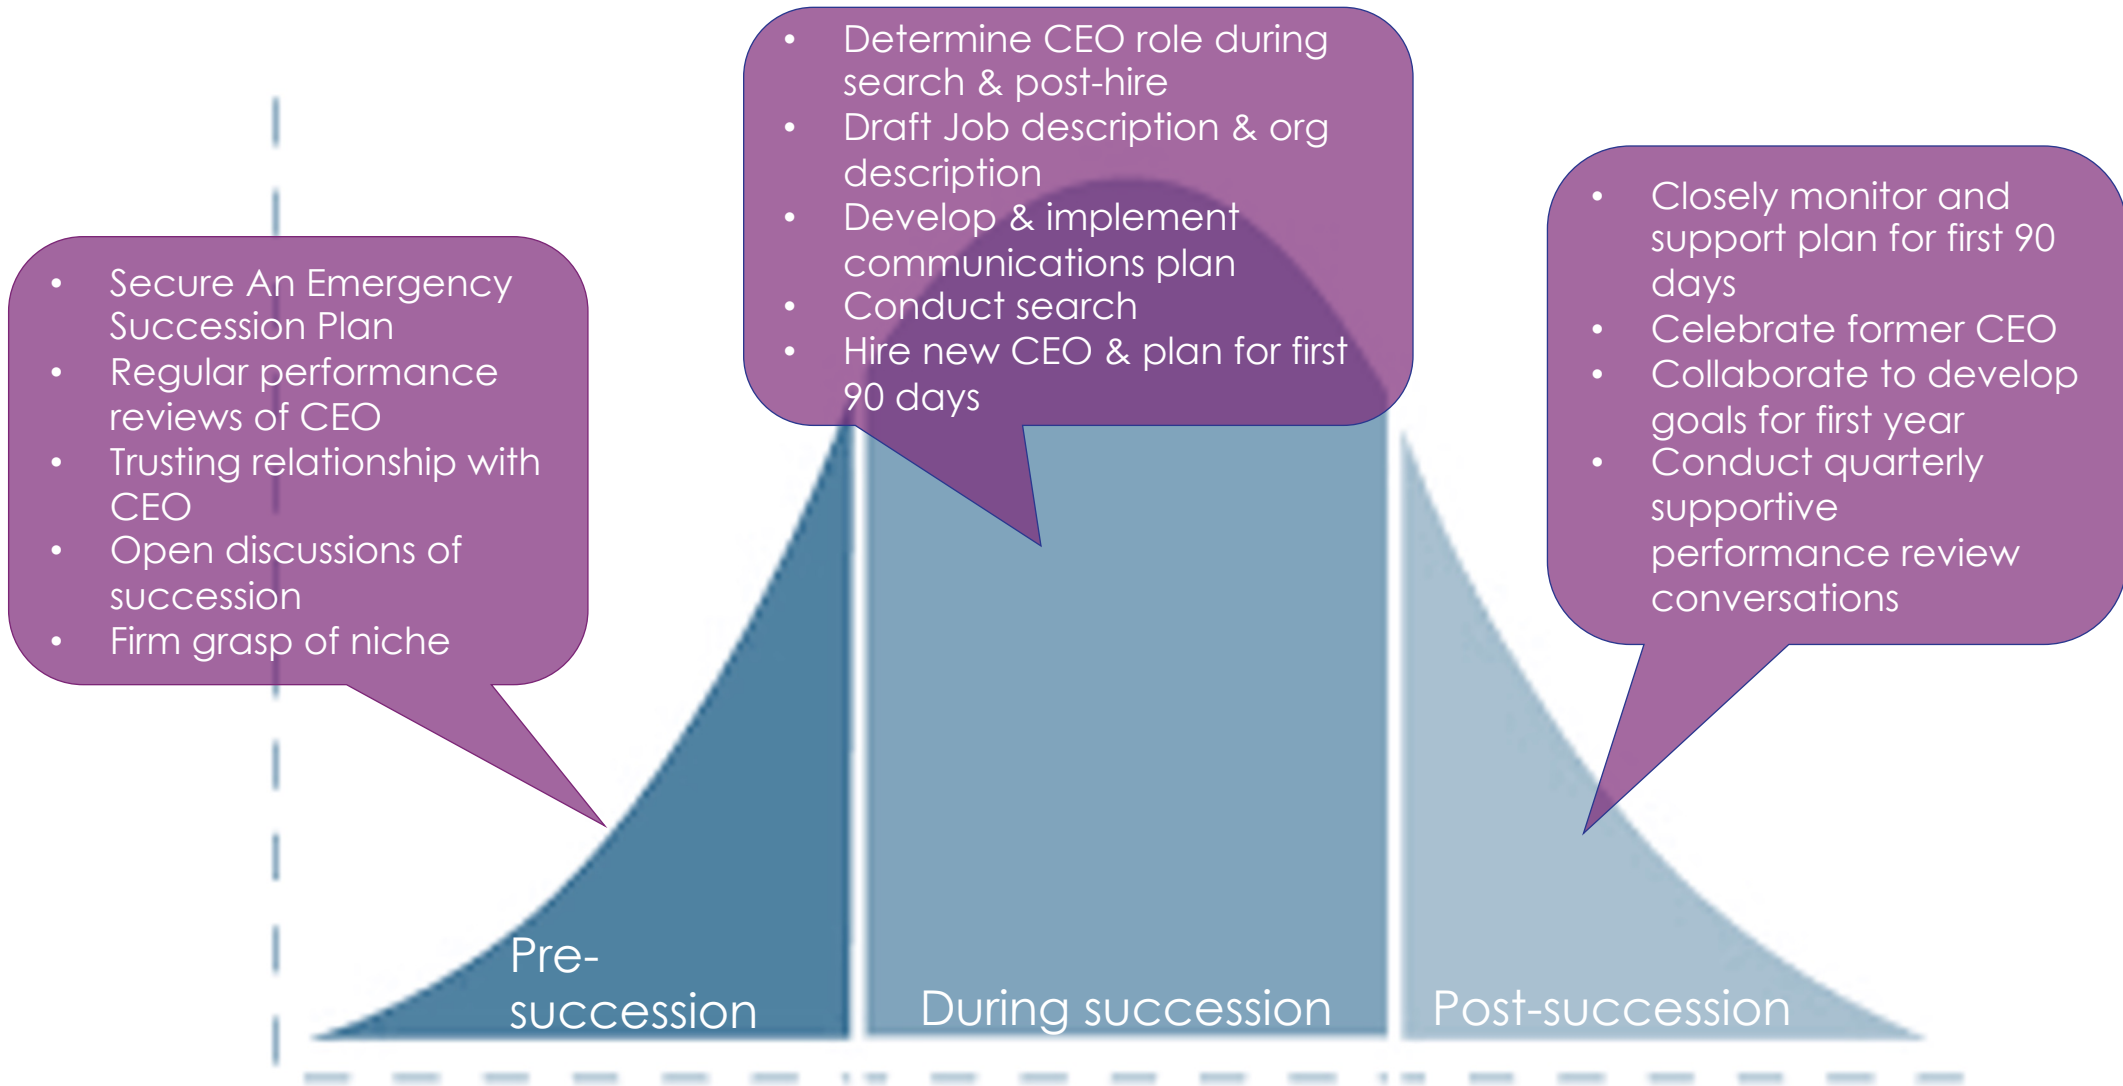 • Secure An Emergency
Succession Plan
• Regular performance
reviews of CEO
• Trusting relationship with
CEO
• Open discussions of
succession
• Firm grasp of niche
• Determine CEO role during
search & post-hire
• Draft Job description & org
description
• Develop & implement
communications plan
• Conduct search
• Hire new CEO & plan for first
90 days
• Closely monitor and
support plan for first 90
days
• Celebrate former CEO
• Collaborate to develop
goals for first year
• Conduct quarterly
supportive
performance review
conversations
Pre-
succession
During succession
Post-succession